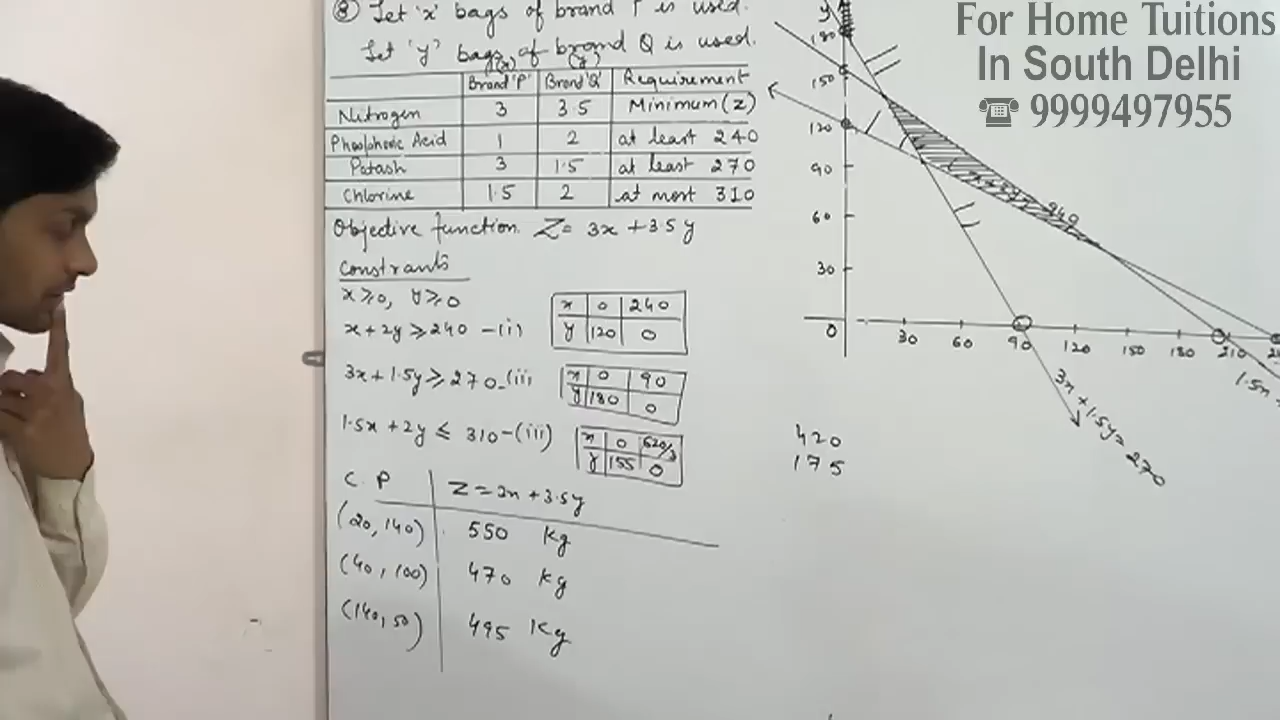 ⑧ Let 'x' bags of brand P is used.
Let 'y' bags of brand Q is used.
(x) (y)
Brand 'P' Brand 'Q' Requirement
Nitrogen 3 3.5 Minimum (Z)
Phosphoric Acid 1 2 at least 240
Potash 3 1.5 at least 270
Chlorine 1.5 2 at most 310
Objective function Z = 3x + 3.5y
Constrants
x ≥ 0, y ≥ 0
x + 2y ≥ 240 - (i)
x 0 240
y 120 0
3x + 1.5y ≥ 270 - (ii)
x 0 90
y 180 0
1.5x + 2y ≤ 310 - (iii)
x 0 620/3
y 155 0
C.P Z = 3x + 3.5y
(20, 140) 550 kg
(40, 100) 470 kg
(140, 50) 495 kg
y
180
150
120
90
60
30
0 30 60 90 120 150 180 210
240
3x + 1.5y = 270
1.5x +
420
175
For Home Tuitions
In South Delhi
☎ 9999497955